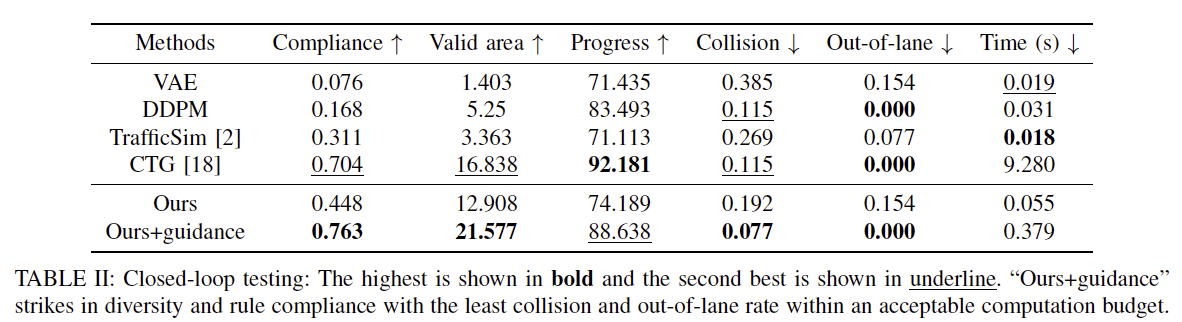 Methods Compliance ↑ Valid area ↑ Progress ↑ Collision ↓ Out-of-lane ↓ Time (s) ↓
VAE 0.076 1.403 71.435 0.385 0.154 0.019
DDPM 0.168 5.25 83.493 0.115 0.000 0.031
TrafficSim [2] 0.311 3.363 71.113 0.269 0.077 0.018
CTG [18] 0.704 16.838 92.181 0.115 0.000 9.280
Ours 0.448 12.908 74.189 0.192 0.154 0.055
Ours+guidance 0.763 21.577 88.638 0.077 0.000 0.379
TABLE II: Closed-loop testing: The highest is shown in bold and the second best is shown in underline. “Ours+guidance”
strikes in diversity and rule compliance with the least collision and out-of-lane rate within an acceptable computation budget.